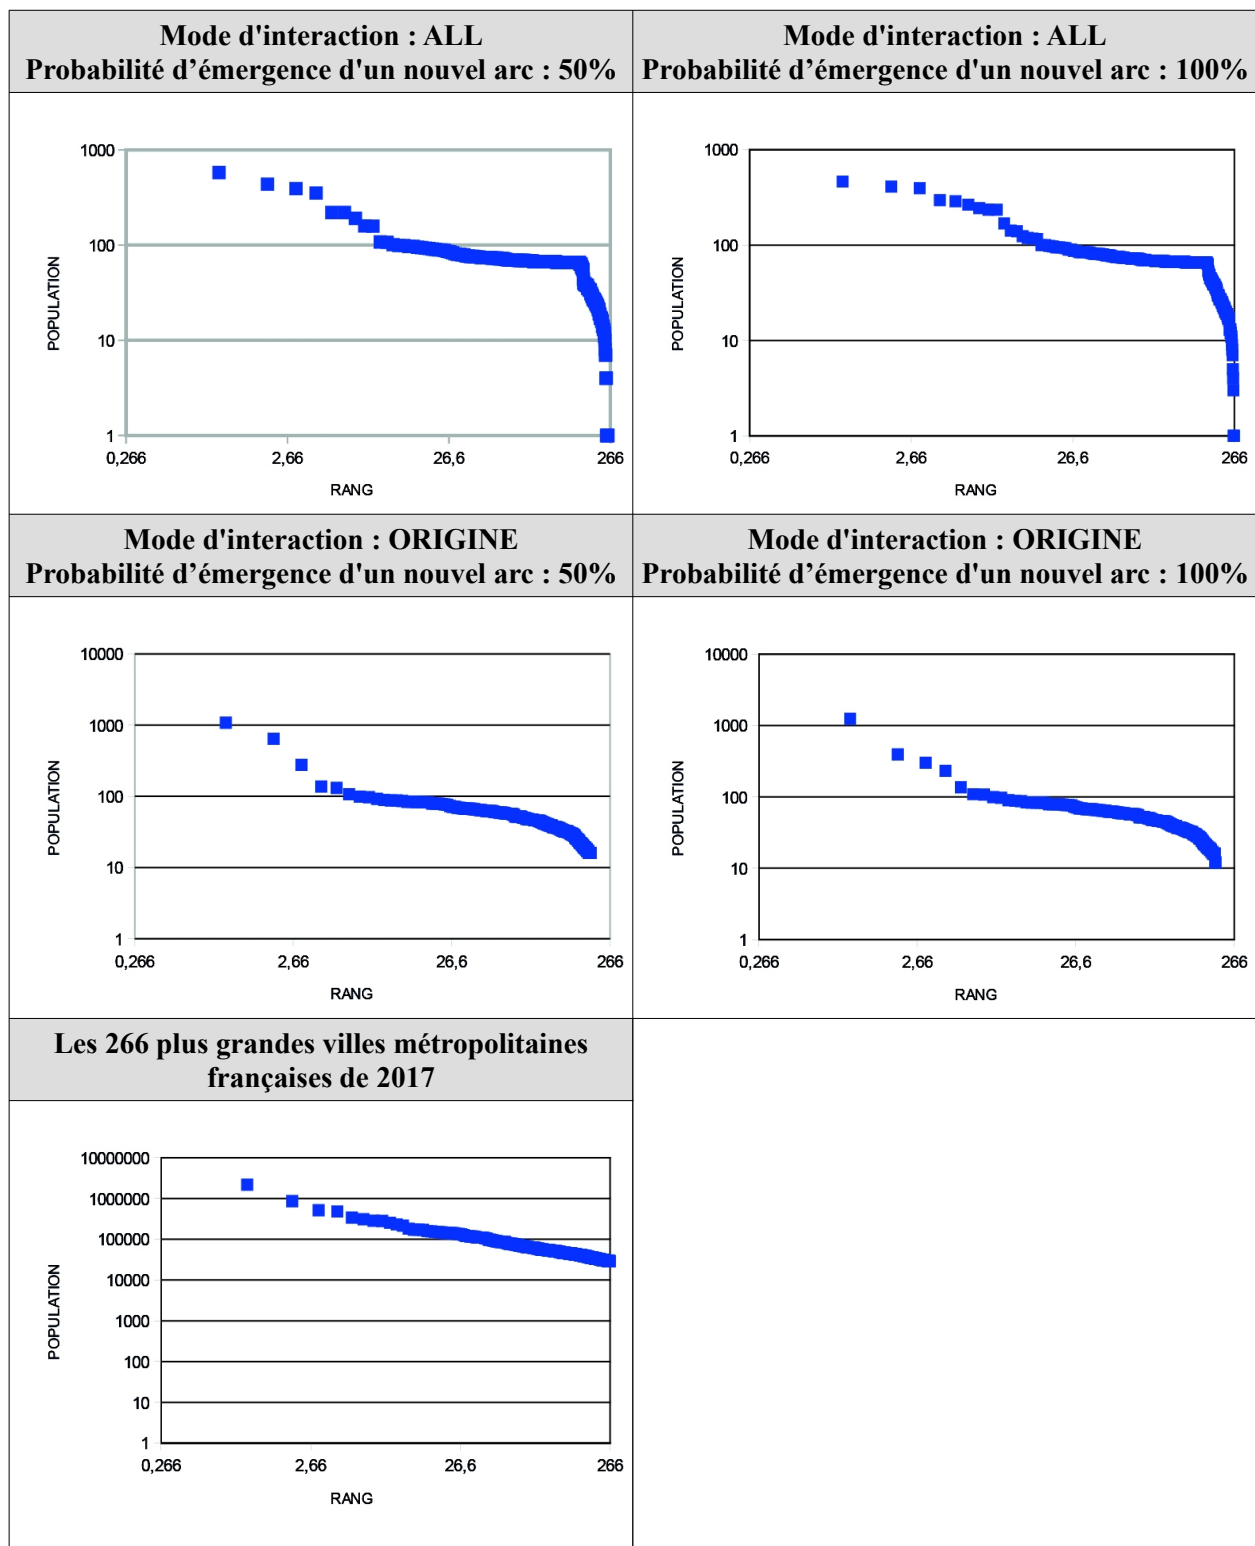 Mode d'interaction : ALL
Probabilité d’émergence d'un nouvel arc : 50%
Mode d'interaction : ALL
Probabilité d’émergence d'un nouvel arc : 100%
1000
100
10
1
POPULATION
0,266
2,66
26,6
266
RANG
1000
100
10
1
POPULATION
0,266
2,66
26,6
266
RANG
Mode d'interaction : ORIGINE
Probabilité d’émergence d'un nouvel arc : 50%
Mode d'interaction : ORIGINE
Probabilité d’émergence d'un nouvel arc : 100%
10000
1000
100
10
1
POPULATION
0,266
2,66
26,6
266
RANG
10000
1000
100
10
1
POPULATION
0,266
2,66
26,6
266
RANG
Les 266 plus grandes villes métropolitaines
françaises de 2017
10000000
1000000
100000
10000
1000
100
10
1
POPULATION
0,266
2,66
26,6
266
RANG